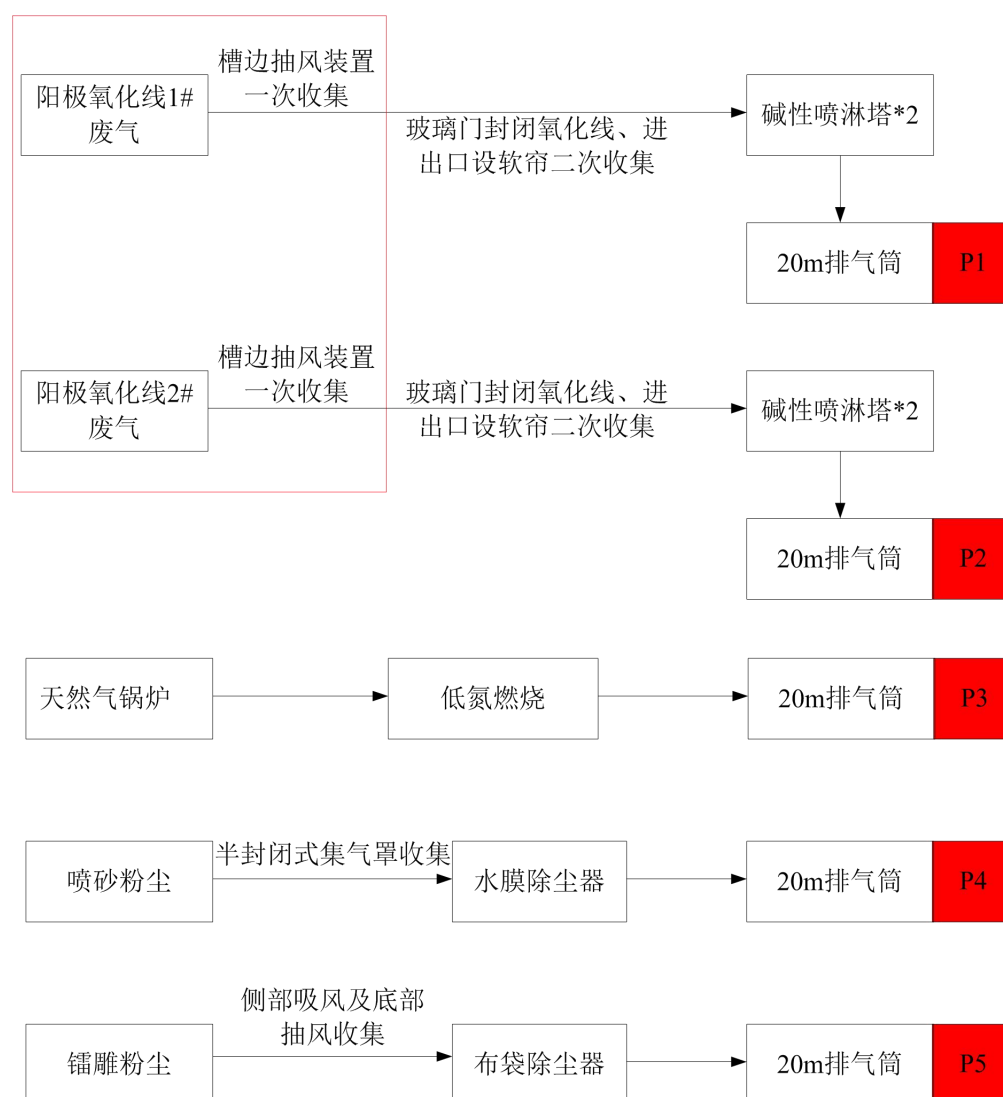 槽边抽风装置
一次收集
阳极氧化线1#
废气
玻璃门封闭氧化线、进
出口设软帘二次收集
碱性喷淋塔*2
20m排气筒
P1
槽边抽风装置
一次收集
阳极氧化线2#
废气
玻璃门封闭氧化线、进
出口设软帘二次收集
碱性喷淋塔*2
20m排气筒
P2
天然气锅炉
低氮燃烧
20m排气筒
P3
喷砂粉尘
半封闭式集气罩收集
水膜除尘器
20m排气筒
P4
镭雕粉尘
侧部吸风及底部
抽风收集
布袋除尘器
20m排气筒
P5